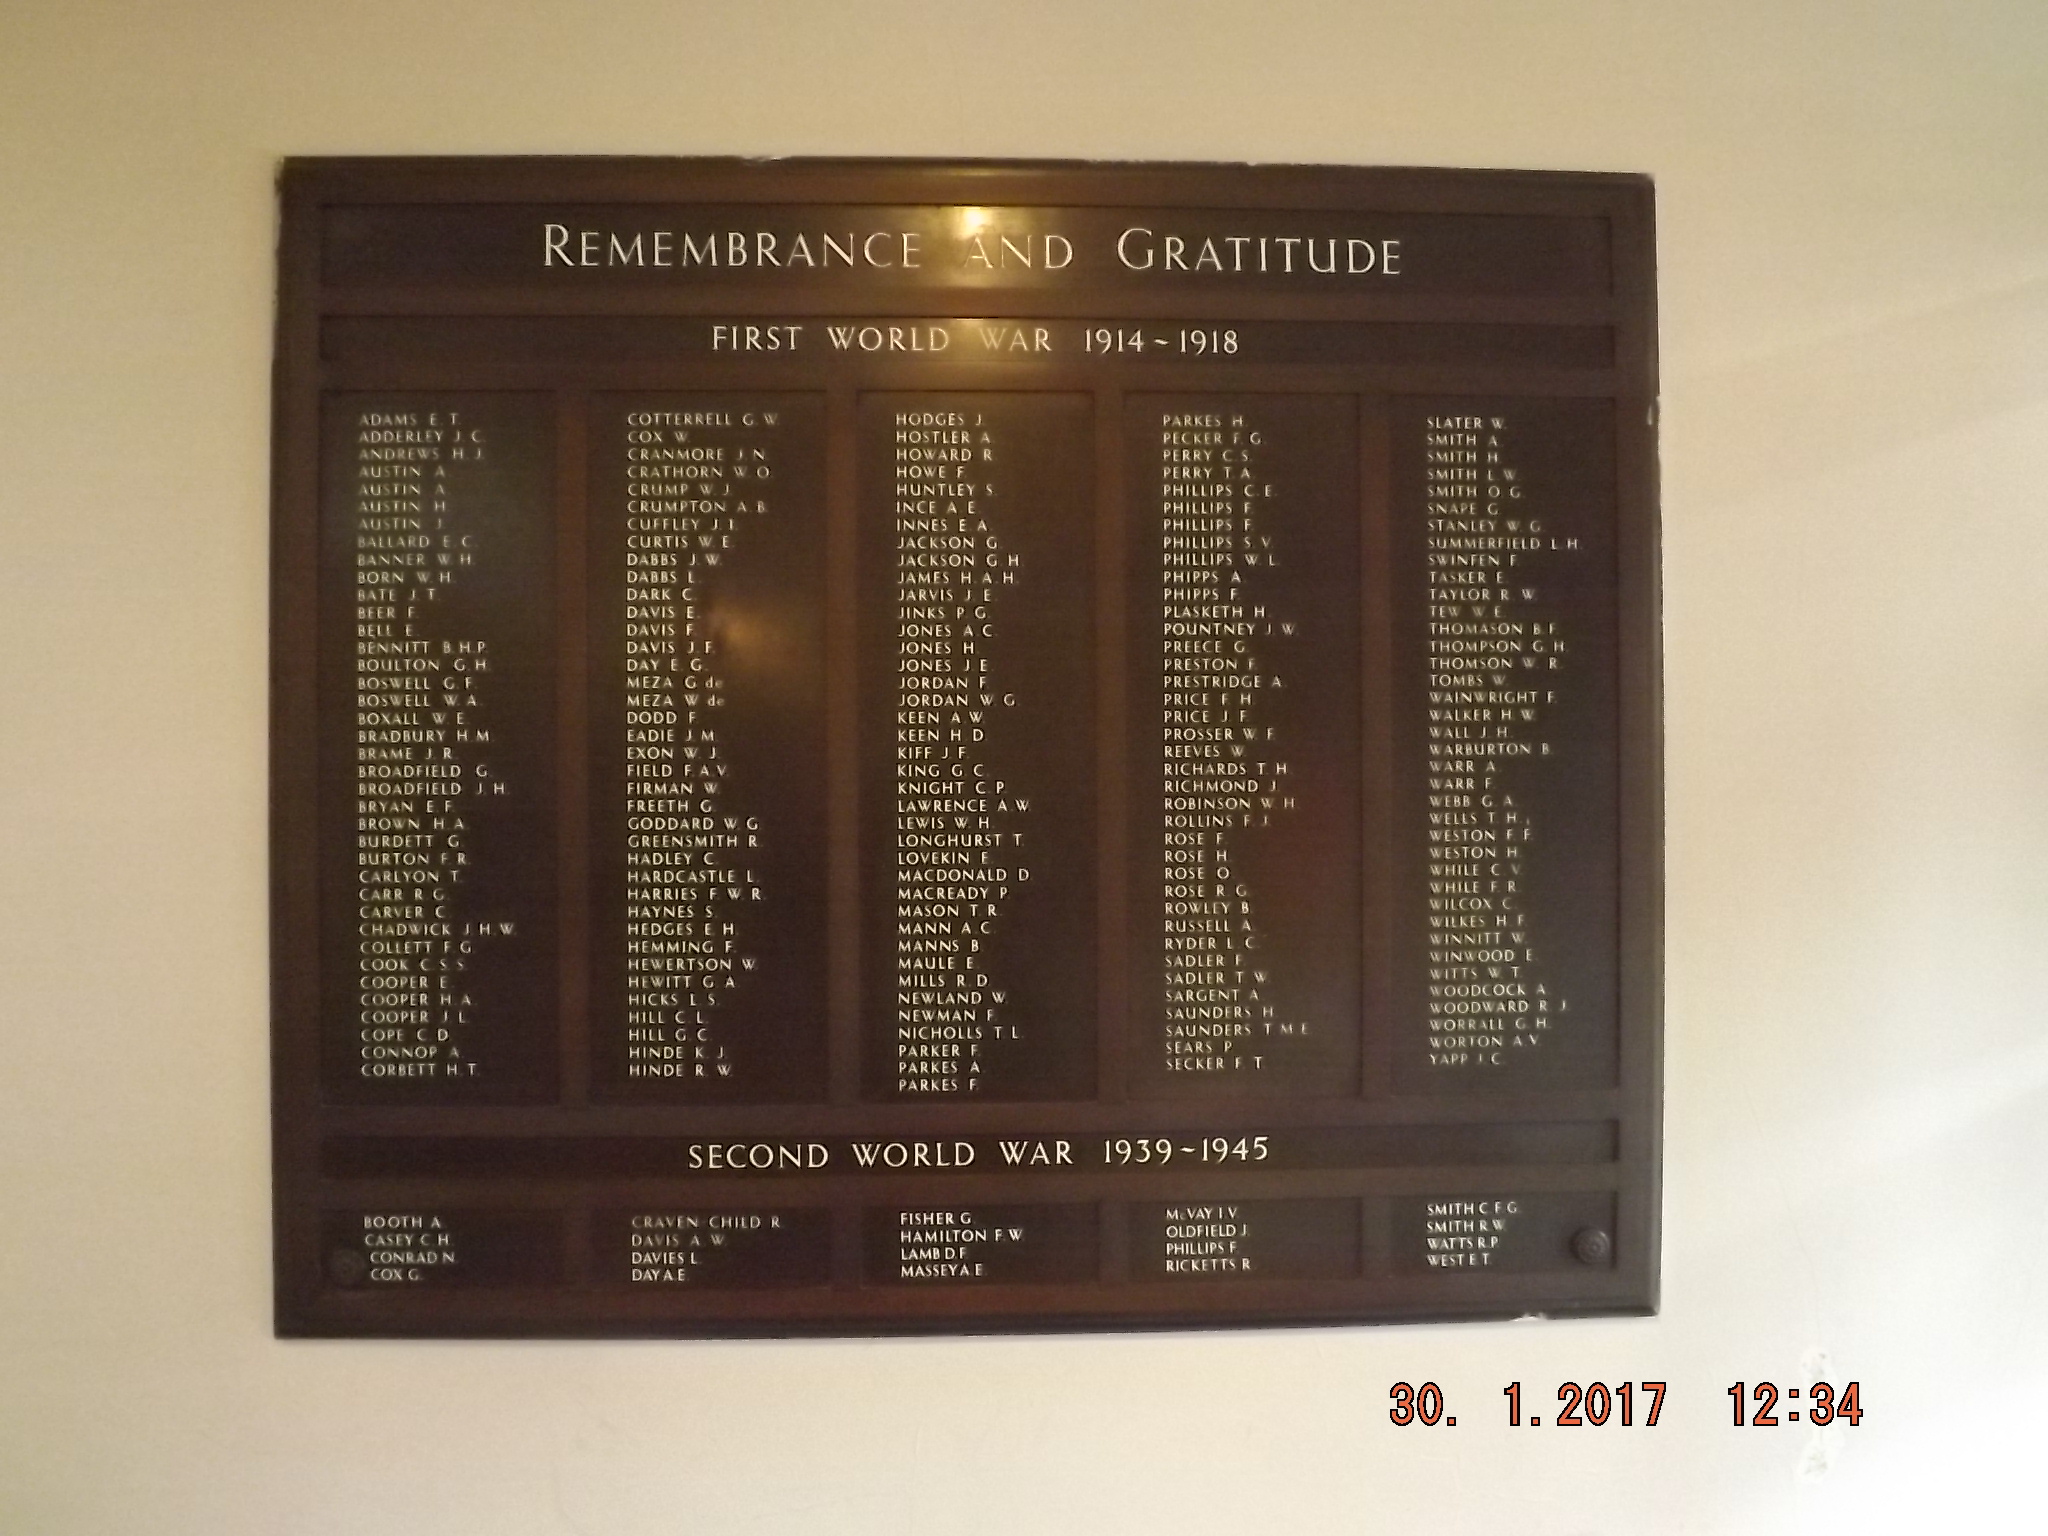 REMEMBRANCE AND GRATITUDE
FIRST WORLD WAR 1914~1918
ADAMS E. T.
ADDERLEY J. C.
ANDREWS H. J.
AUSTIN A.
AUSTIN A.
AUSTIN H.
AUSTIN J.
BALLARD E. C.
BANNER W. H.
BORN W. H.
BATE J. T.
BEER F.
BELL E.
BENNITT B. H. P.
BOULTON G. H.
BOSWELL G. F.
BOSWELL W. A.
BOXALL W. E.
BRADBURY H. M.
BRAME J. R.
BROADFIELD G.
BROADFIELD J. H.
BRYAN E. F.
BROWN H. A.
BURDETT G.
BURTON F. R.
CARLYON T.
CARR R. G.
CARVER C.
CHADWICK J. H. W.
COLLETT F. G.
COOK C. S. S.
COOPER E.
COOPER H. A.
COOPER J. L.
COPE C. D.
CONNOP A.
CORBETT H. T.
COTTERRELL G. W.
COX W.
CRANMORE J. N.
CRATHORN W. O.
CRUMP W. J.
CRUMPTON A. B.
CUFFLEY J. I.
CURTIS W. E.
DABBS J. W.
DABBS L.
DARK C.
DAVIS E.
DAVIS F.
DAVIS J. F.
DAY E. G.
MEZA G de
MEZA W de
DODD F.
EADIE J. M.
EXON W. J.
FIELD F. A. V.
FIRMAN W.
FREETH G.
GODDARD W. G.
GREENSMITH R.
HADLEY C.
HARDCASTLE L.
HARRIES F. W. R.
HAYNES S.
HEDGES E. H.
HEMMING F.
HEWERTSON W.
HEWITT G. A.
HICKS L. S.
HILL C. L.
HILL G. C.
HINDE K. J.
HINDE R. W.
HODGES J.
HOSTLER A.
HOWARD R.
HOWE F.
HUNTLEY S.
INCE A. E.
INNES E. A.
JACKSON G.
JACKSON G. H.
JAMES H. A. H.
JARVIS J. E.
JINKS P. G.
JONES A. C.
JONES H.
JONES J. E.
JORDAN F.
JORDAN W. G.
KEEN A. W.
KEEN H. D.
KIFF J. F.
KING G. C.
KNIGHT C. P.
LAWRENCE A. W.
LEWIS W. H.
LONGHURST T.
LOVEKIN E.
MACDONALD D.
MACREADY P.
MASON T. R.
MANN A. C.
MANNS B.
MAULE E.
MILLS R. D.
NEWLAND W.
NEWMAN F.
NICHOLLS T. L.
PARKER F.
PARKES A.
PARKES F.
PARKES H.
PECKER F. G.
PERRY C. S.
PERRY T. A.
PHILLIPS C. E.
PHILLIPS F.
PHILLIPS F.
PHILLIPS S. V.
PHILLIPS W. L.
PHIPPS A.
PHIPPS F.
PLASKETH H.
POUNTNEY J. W.
PREECE G.
PRESTON F.
PRESTRIDGE A.
PRICE F. H.
PRICE J. F.
PROSSER W. F.
REEVES W.
RICHARDS T. H.
RICHMOND J.
ROBINSON W. H.
ROLLINS F. J.
ROSE F.
ROSE H.
ROSE O.
ROSE R. G.
ROWLEY B.
RUSSELL A.
RYDER L. C.
SADLER F.
SADLER T. W.
SARGENT A.
SAUNDERS H.
SAUNDERS T. M. E.
SEARS P.
SECKER F. T.
SLATER W.
SMITH A.
SMITH H.
SMITH L. W.
SMITH O. G.
SNAPE G.
STANLEY W. G.
SUMMERFIELD L. H.
SWINFEN F.
TASKER E.
TAYLOR R. W.
TEW W. E.
THOMASON B. F.
THOMPSON G. H.
THOMSON W. R.
TOMBS W.
WAINWRIGHT F.
WALKER H. W.
WALL J. H.
WARBURTON B.
WARR A.
WARR F.
WEBB G. A.
WELLS T. H.
WESTON F. F.
WESTON H.
WHILE C. V.
WHILE F. R.
WILCOX C.
WILKES H. F.
WINNITT W.
WINWOOD E.
WITTS W. T.
WOODCOCK A.
WOODWARD R. J.
WORRALL G. H.
WORTON A. V.
YAPP J. C.
SECOND WORLD WAR 1939~1945
BOOTH A.
CASEY C. H.
CONRAD N.
COX G.
CRAVEN CHILD R.
DAVIS A. W.
DAVIES L.
DAY A. E.
FISHER G.
HAMILTON F. W.
LAMB D. F.
MASSEY A. E.
McVAY I. V.
OLDFIELD J.
PHILLIPS F.
RICKETTS R.
SMITH C. F. G.
SMITH R. W.
WATTS R. P.
WEST E. T.
30. 1.2017 12:34